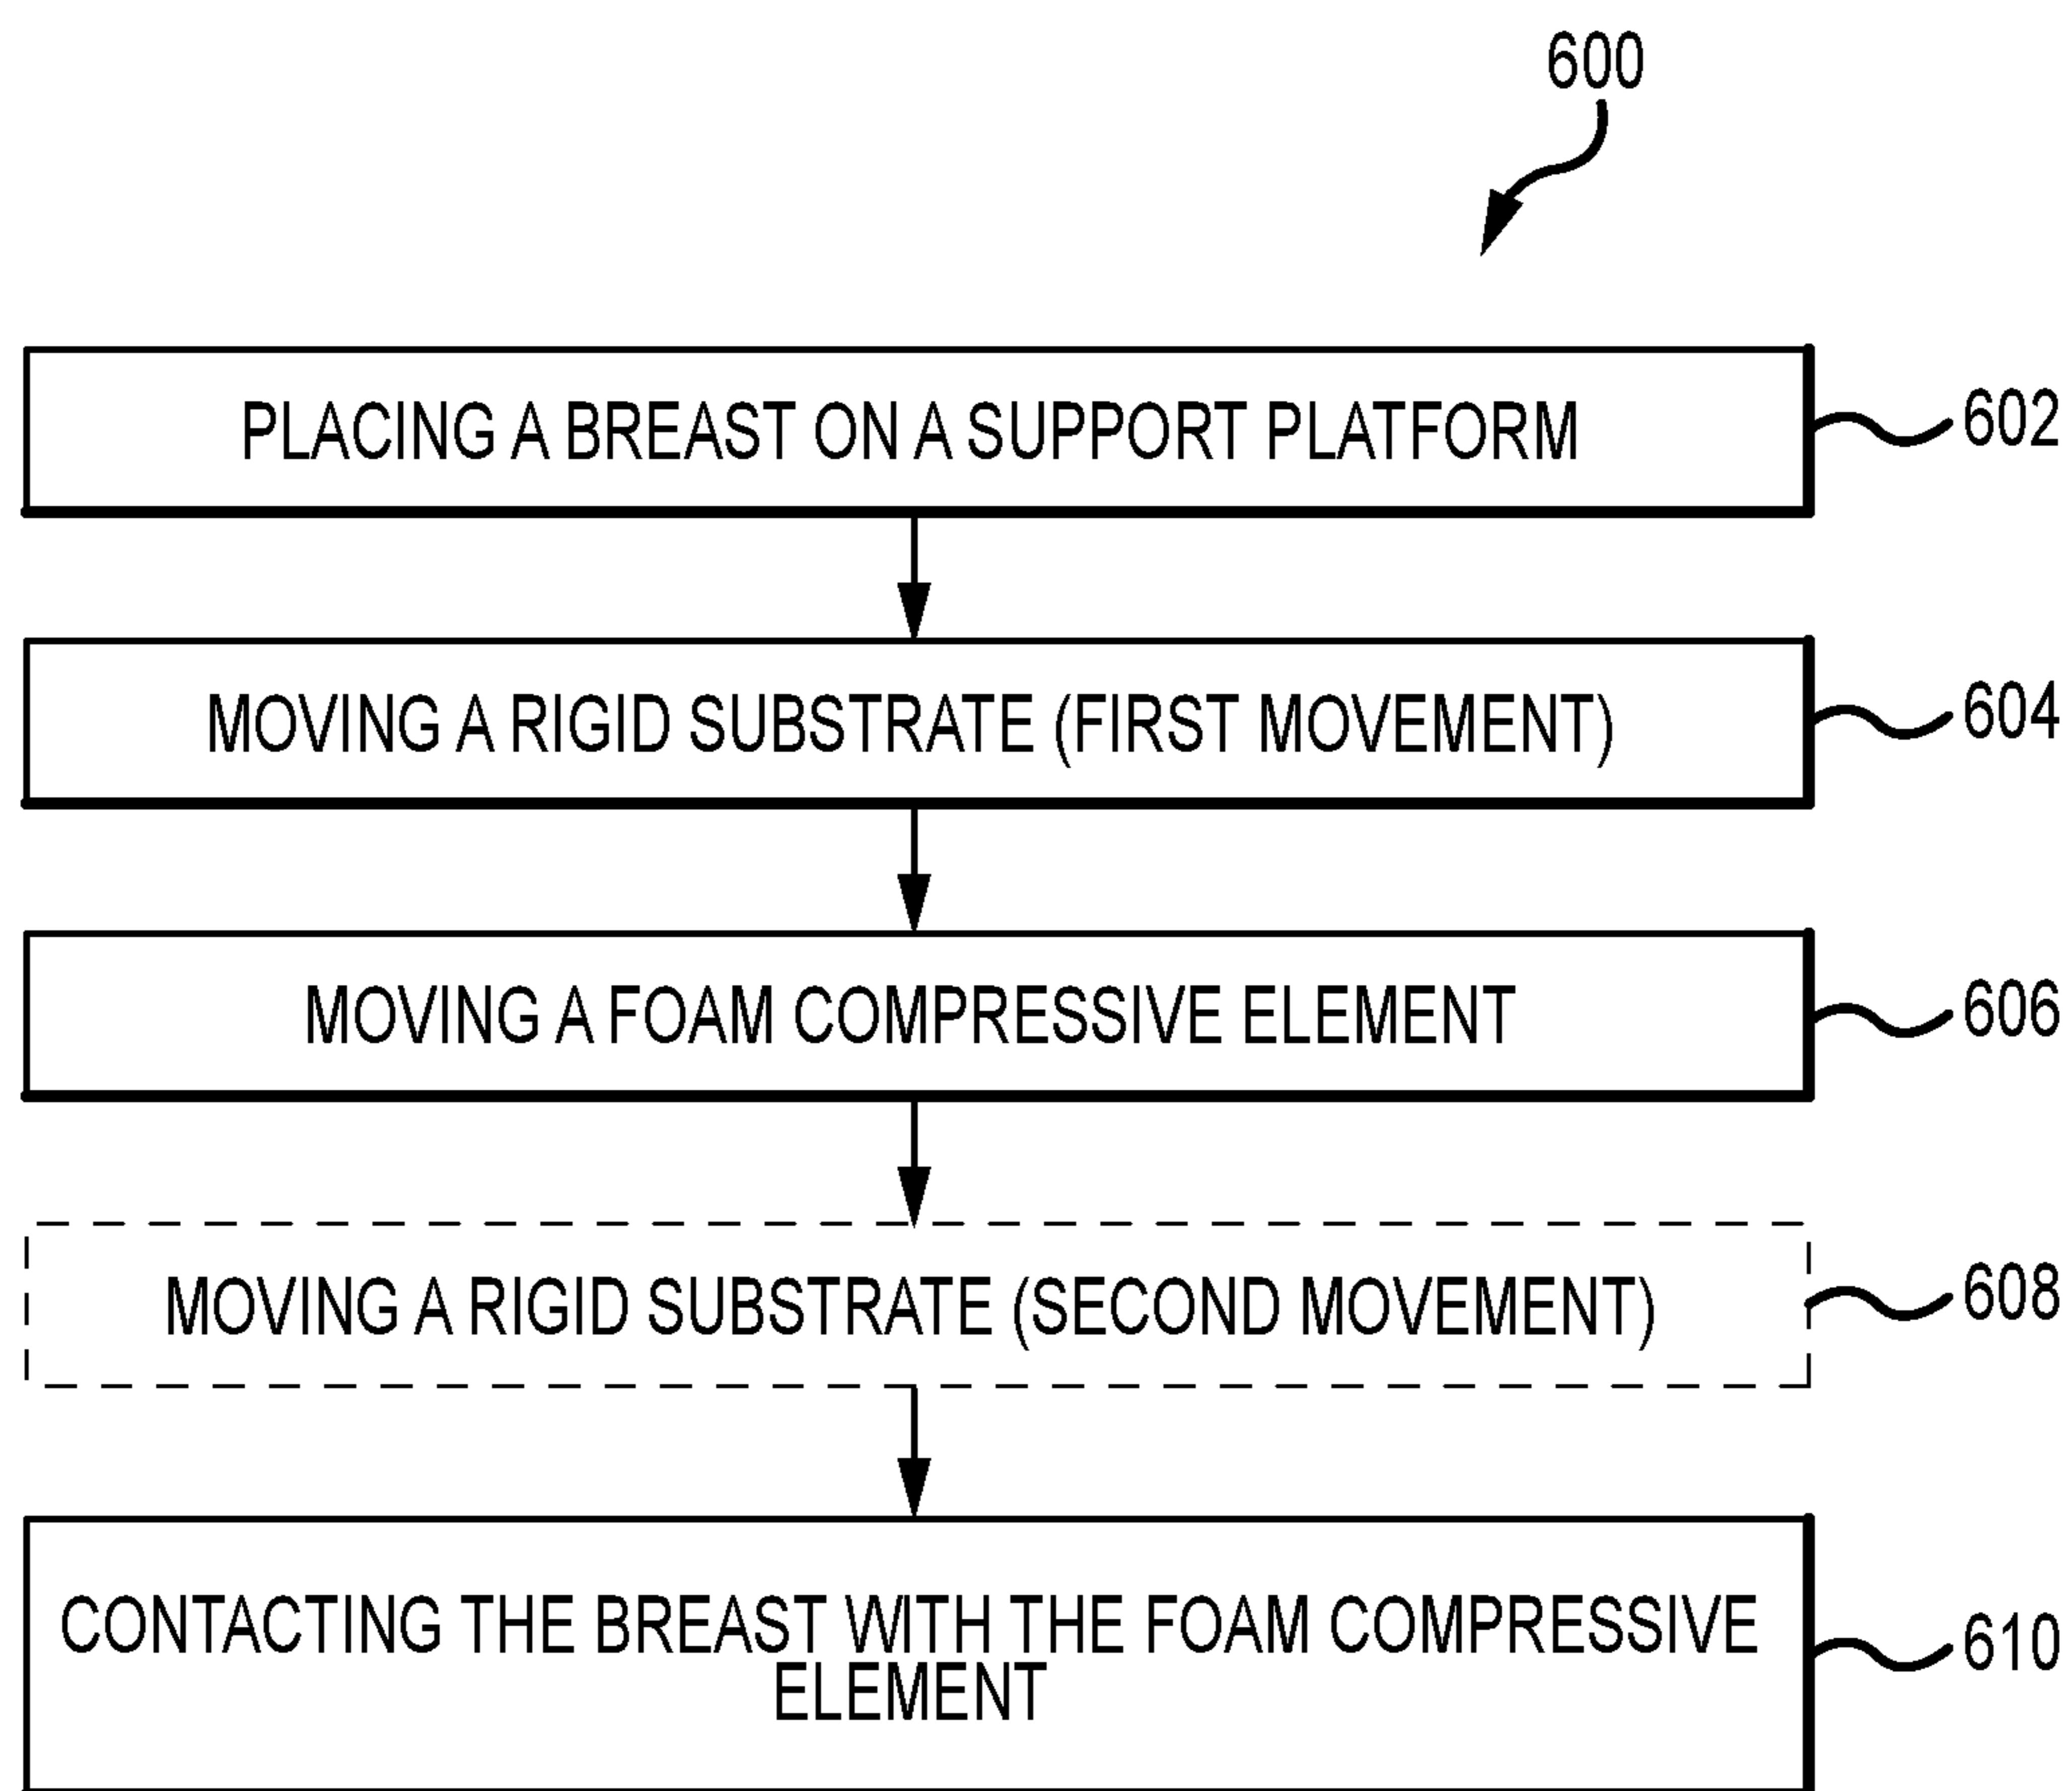 600
PLACING A BREAST ON A SUPPORT PLATFORM
602
MOVING A RIGID SUBSTRATE (FIRST MOVEMENT)
604
MOVING A FOAM COMPRESSIVE ELEMENT
606
MOVING A RIGID SUBSTRATE (SECOND MOVEMENT)
608
CONTACTING THE BREAST WITH THE FOAM COMPRESSIVE
ELEMENT
610